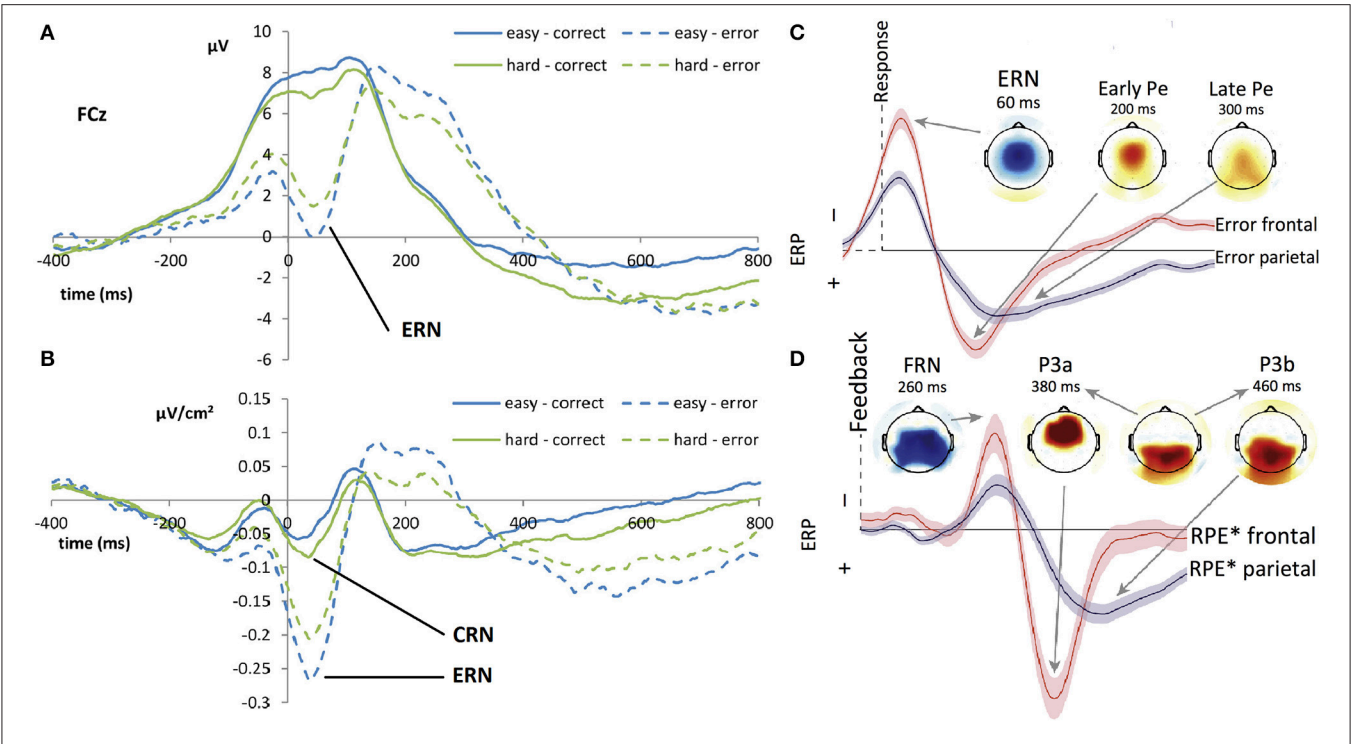 A
µV
FCz
easy - correct
easy - error
hard - correct
hard - error
10
8
6
4
2
0
-2
-4
-6
-400
-200
0
200
400
600
800
time (ms)
ERN
B
µV/cm²
easy - correct
easy - error
hard - correct
hard - error
0.15
0.1
0.05
0
-0.05
-0.1
-0.15
-0.2
-0.25
-0.3
-400
-200
0
200
400
600
800
time (ms)
CRN
ERN
C
Response
ERN
60 ms
Early Pe
200 ms
Late Pe
300 ms
–
ERP
+
Error frontal
Error parietal
D
Feedback
FRN
260 ms
P3a
380 ms
P3b
460 ms
–
ERP
+
RPE* frontal
RPE* parietal